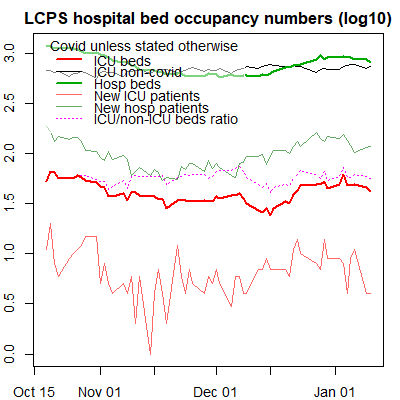 LCPS hospital bed occupancy numbers (log10)
Covid unless stated otherwise
ICU beds
ICU non-covid
Hosp beds
New ICU patients
New hosp patients
ICU/non-ICU beds ratio
3.0
2.5
2.0
1.5
1.0
0.5
0.0
Oct 15
Nov 01
Dec 01
Jan 01